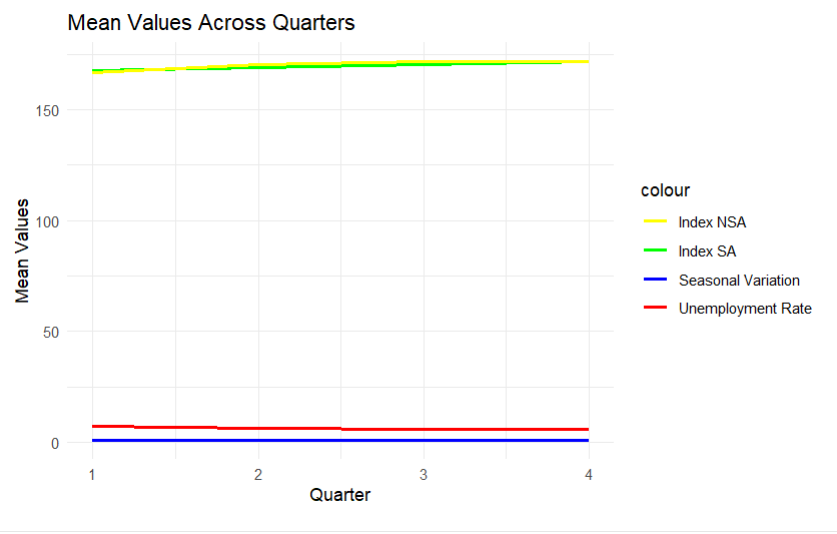 Mean Values Across Quarters
150
100
50
0
Mean Values
1 2 3 4
Quarter
colour
Index NSA
Index SA
Seasonal Variation
Unemployment Rate